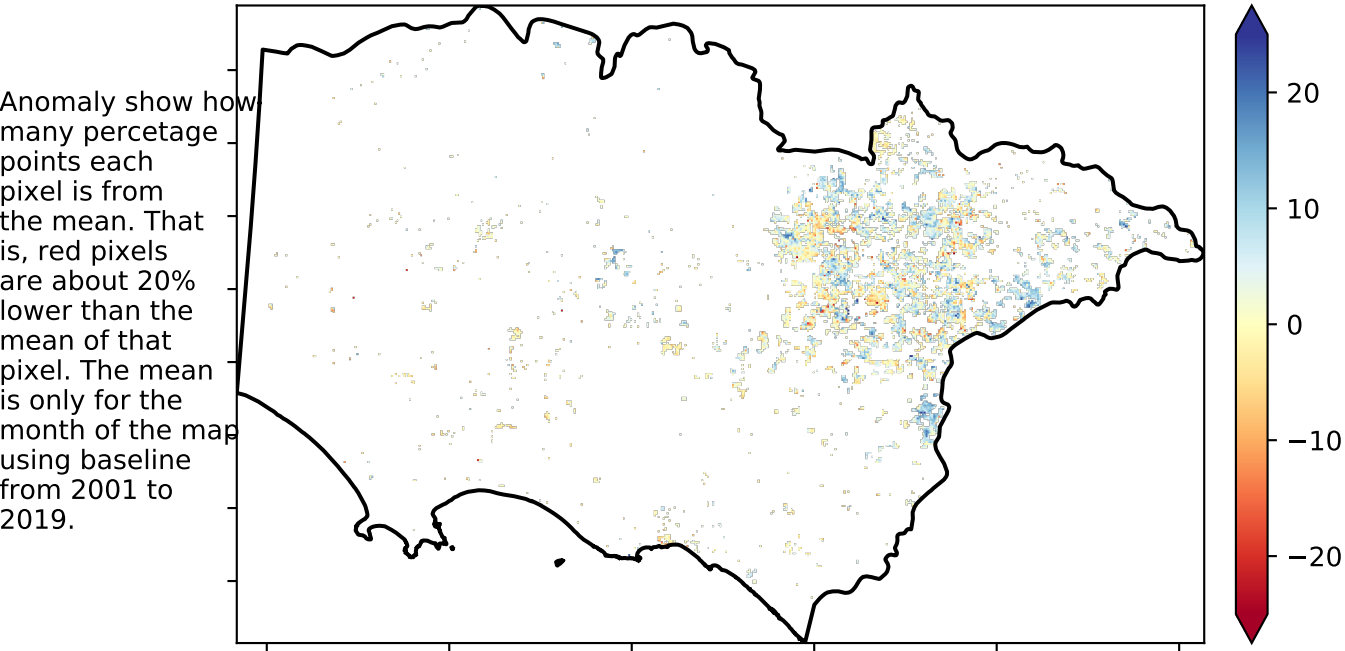 Anomaly show how
many percetage
points each
pixel is from
the mean. That
is, red pixels
are about 20%
lower than the
mean of that
pixel. The mean
is only for the
month of the map
using baseline
from 2001 to
2019.
20
10
0
−10
−20